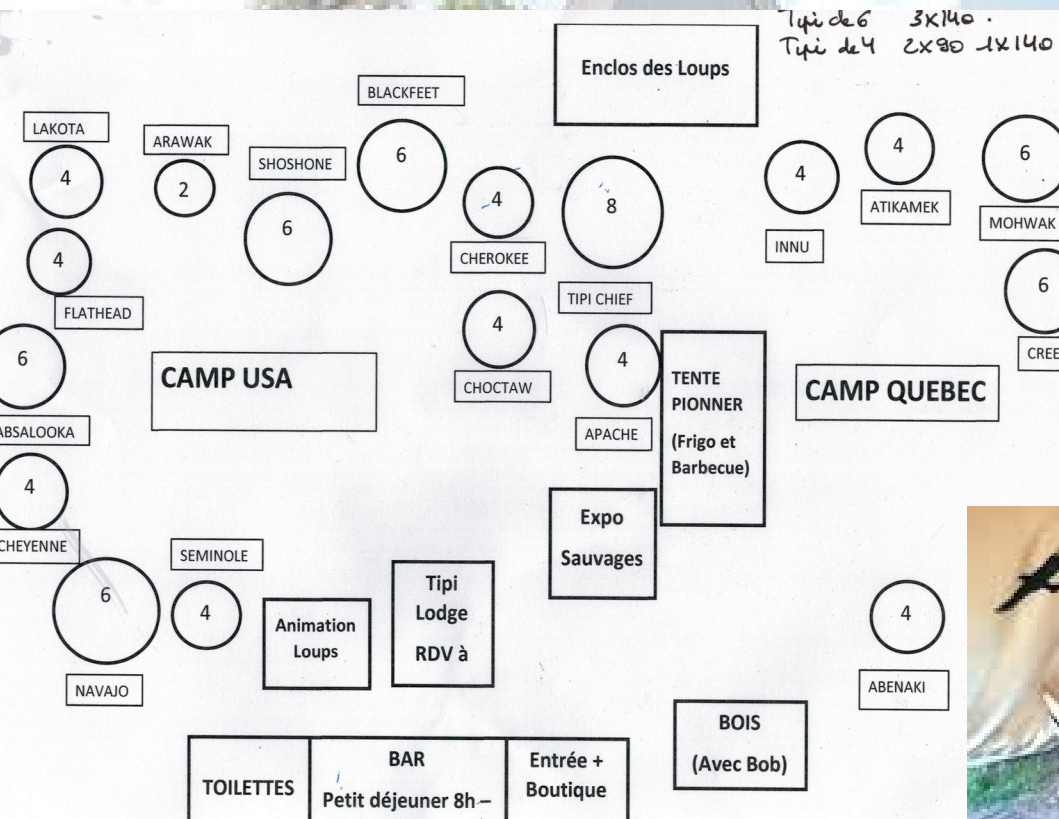 Tipi de 6 3x140.
Tipi de 4 2x90 1x140
Enclos des Loups
BLACKFEET
6
LAKOTA
4
ARAWAK
2
SHOSHONE
6
4
CHEROKEE
8
TIPI CHIEF
4
INNU
4
ATIKAMEK
6
MOHWAK
4
FLATHEAD
6
ABSALOOKA
CAMP USA
4
CHOCTAW
4
APACHE
TENTE
PIONNER
(Frigo et
Barbecue)
CAMP QUEBEC
6
CREE
4
CHEYENNE
6
NAVAJO
SEMINOLE
4
Animation
Loups
Tipi
Lodge
RDV à
Expo
Sauvages
4
ABENAKI
BOIS
(Avec Bob)
TOILETTES
BAR
Petit déjeuner 8h –
Entrée +
Boutique